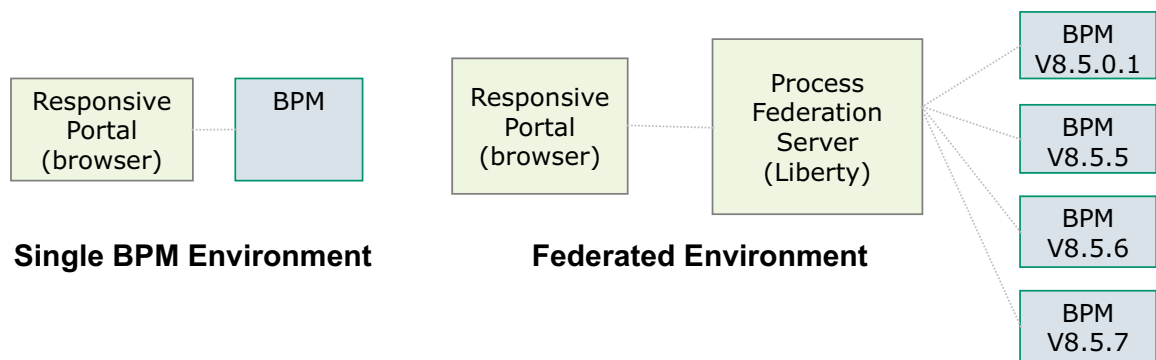 Responsive
Portal
(browser)
BPM
Single BPM Environment
Responsive
Portal
(browser)
Process
Federation
Server
(Liberty)
BPM
V8.5.0.1
BPM
V8.5.5
BPM
V8.5.6
BPM
V8.5.7
Federated Environment